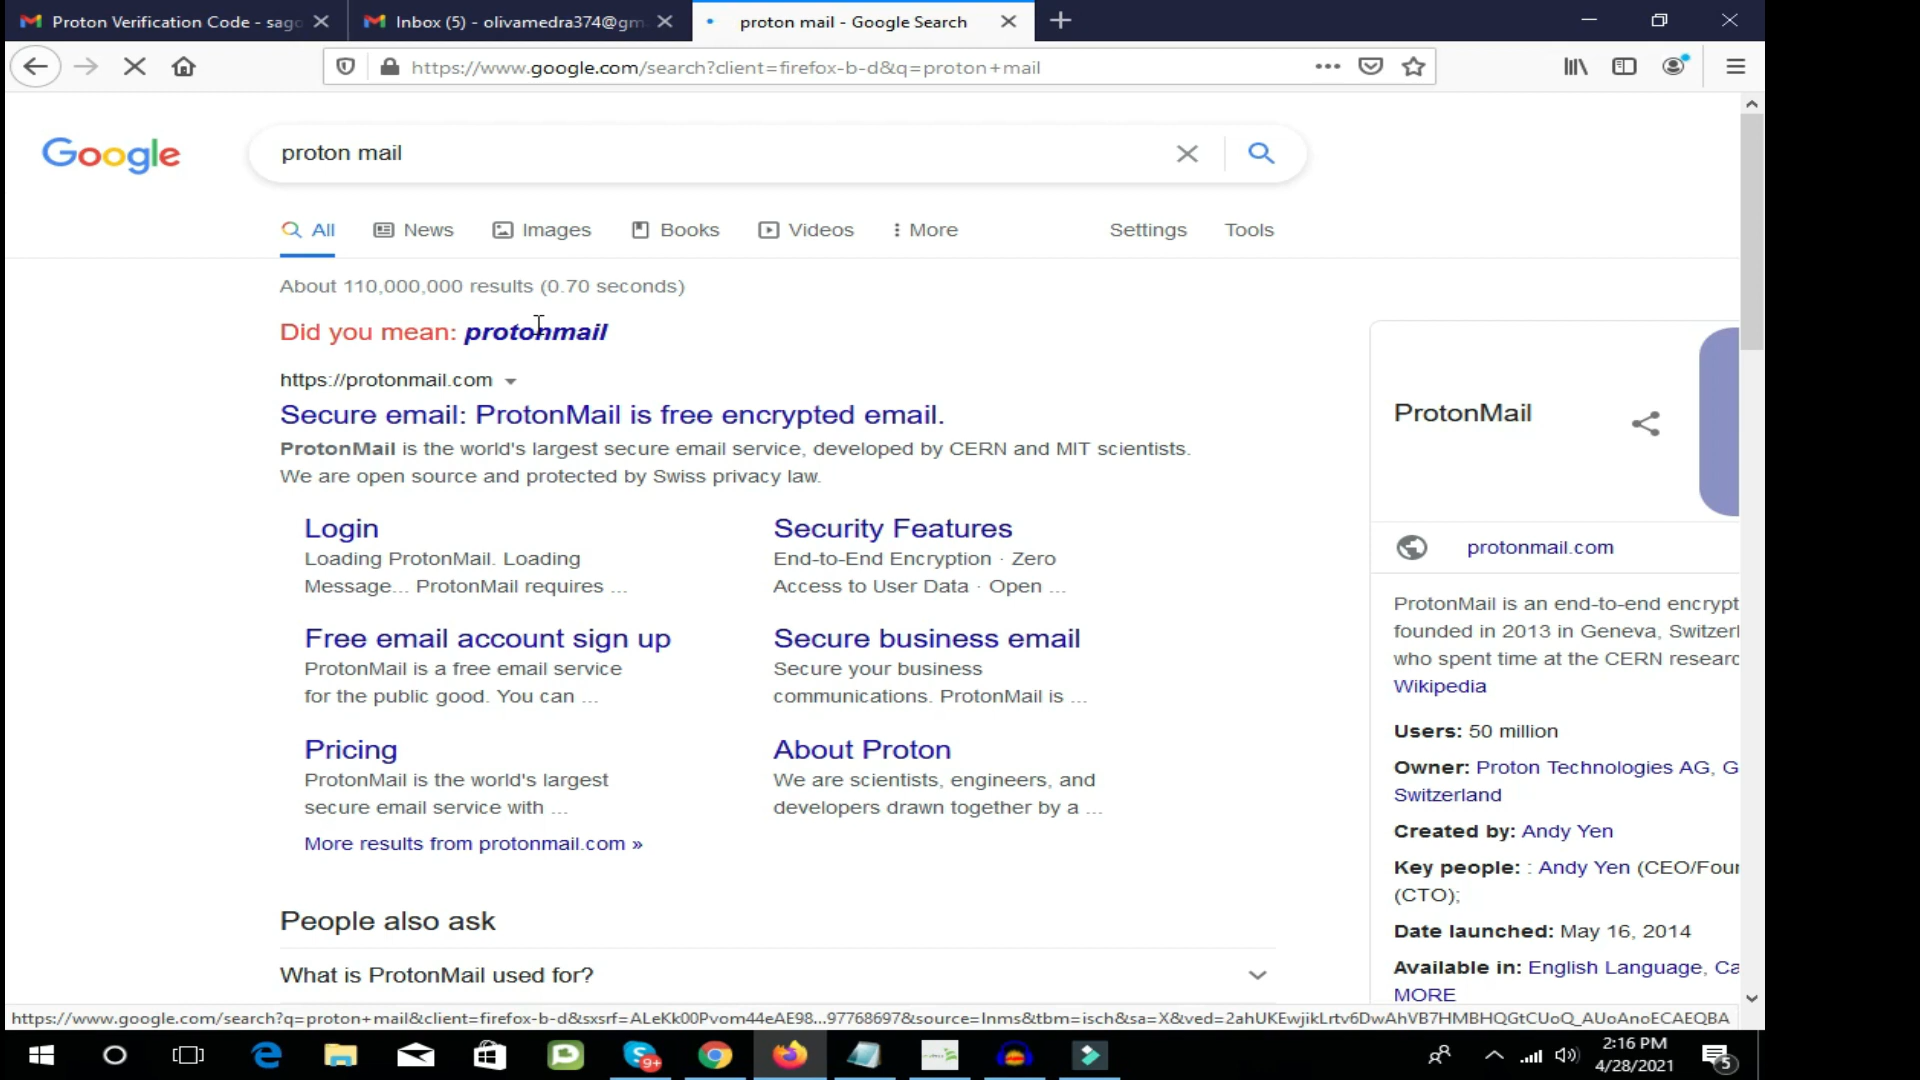 Proton Verification Code - sago
Inbox (5) - olivamedra374@gm
proton mail - Google Search
https://www.google.com/search?client=firefox-b-d&q=proton+mail
Google
proton mail
All
News
Images
Books
Videos
More
Settings
Tools
About 110,000,000 results (0.70 seconds)
Did you mean: protonmail
https://protonmail.com
Secure email: ProtonMail is free encrypted email.
ProtonMail is the world's largest secure email service, developed by CERN and MIT scientists.
We are open source and protected by Swiss privacy law.
Login
Loading ProtonMail. Loading
Message... ProtonMail requires ...
Security Features
End-to-End Encryption · Zero
Access to User Data · Open ...
Free email account sign up
ProtonMail is a free email service
for the public good. You can ...
Secure business email
Secure your business
communications. ProtonMail is ...
Pricing
ProtonMail is the world's largest
secure email service with ...
About Proton
We are scientists, engineers, and
developers drawn together by a ...
More results from protonmail.com »
People also ask
What is ProtonMail used for?
ProtonMail
protonmail.com
ProtonMail is an end-to-end encrypt
founded in 2013 in Geneva, Switzerl
who spent time at the CERN researc
Wikipedia
Users: 50 million
Owner: Proton Technologies AG, G
Switzerland
Created by: Andy Yen
Key people: : Andy Yen (CEO/Four
(CTO);
Date launched: May 16, 2014
Available in: English Language, Ca
MORE
https://www.google.com/search?q=proton+mail&client=firefox-b-d&sxsrf=ALeKk00Pvom44eAE98...97768697&source=lnms&tbm=isch&sa=X&ved=2ahUKEwjikLrtv6DwAhVB7HMBHQGtCUoQ_AUoAnoECAEQBA
9+
2:16 PM
4/28/2021
5